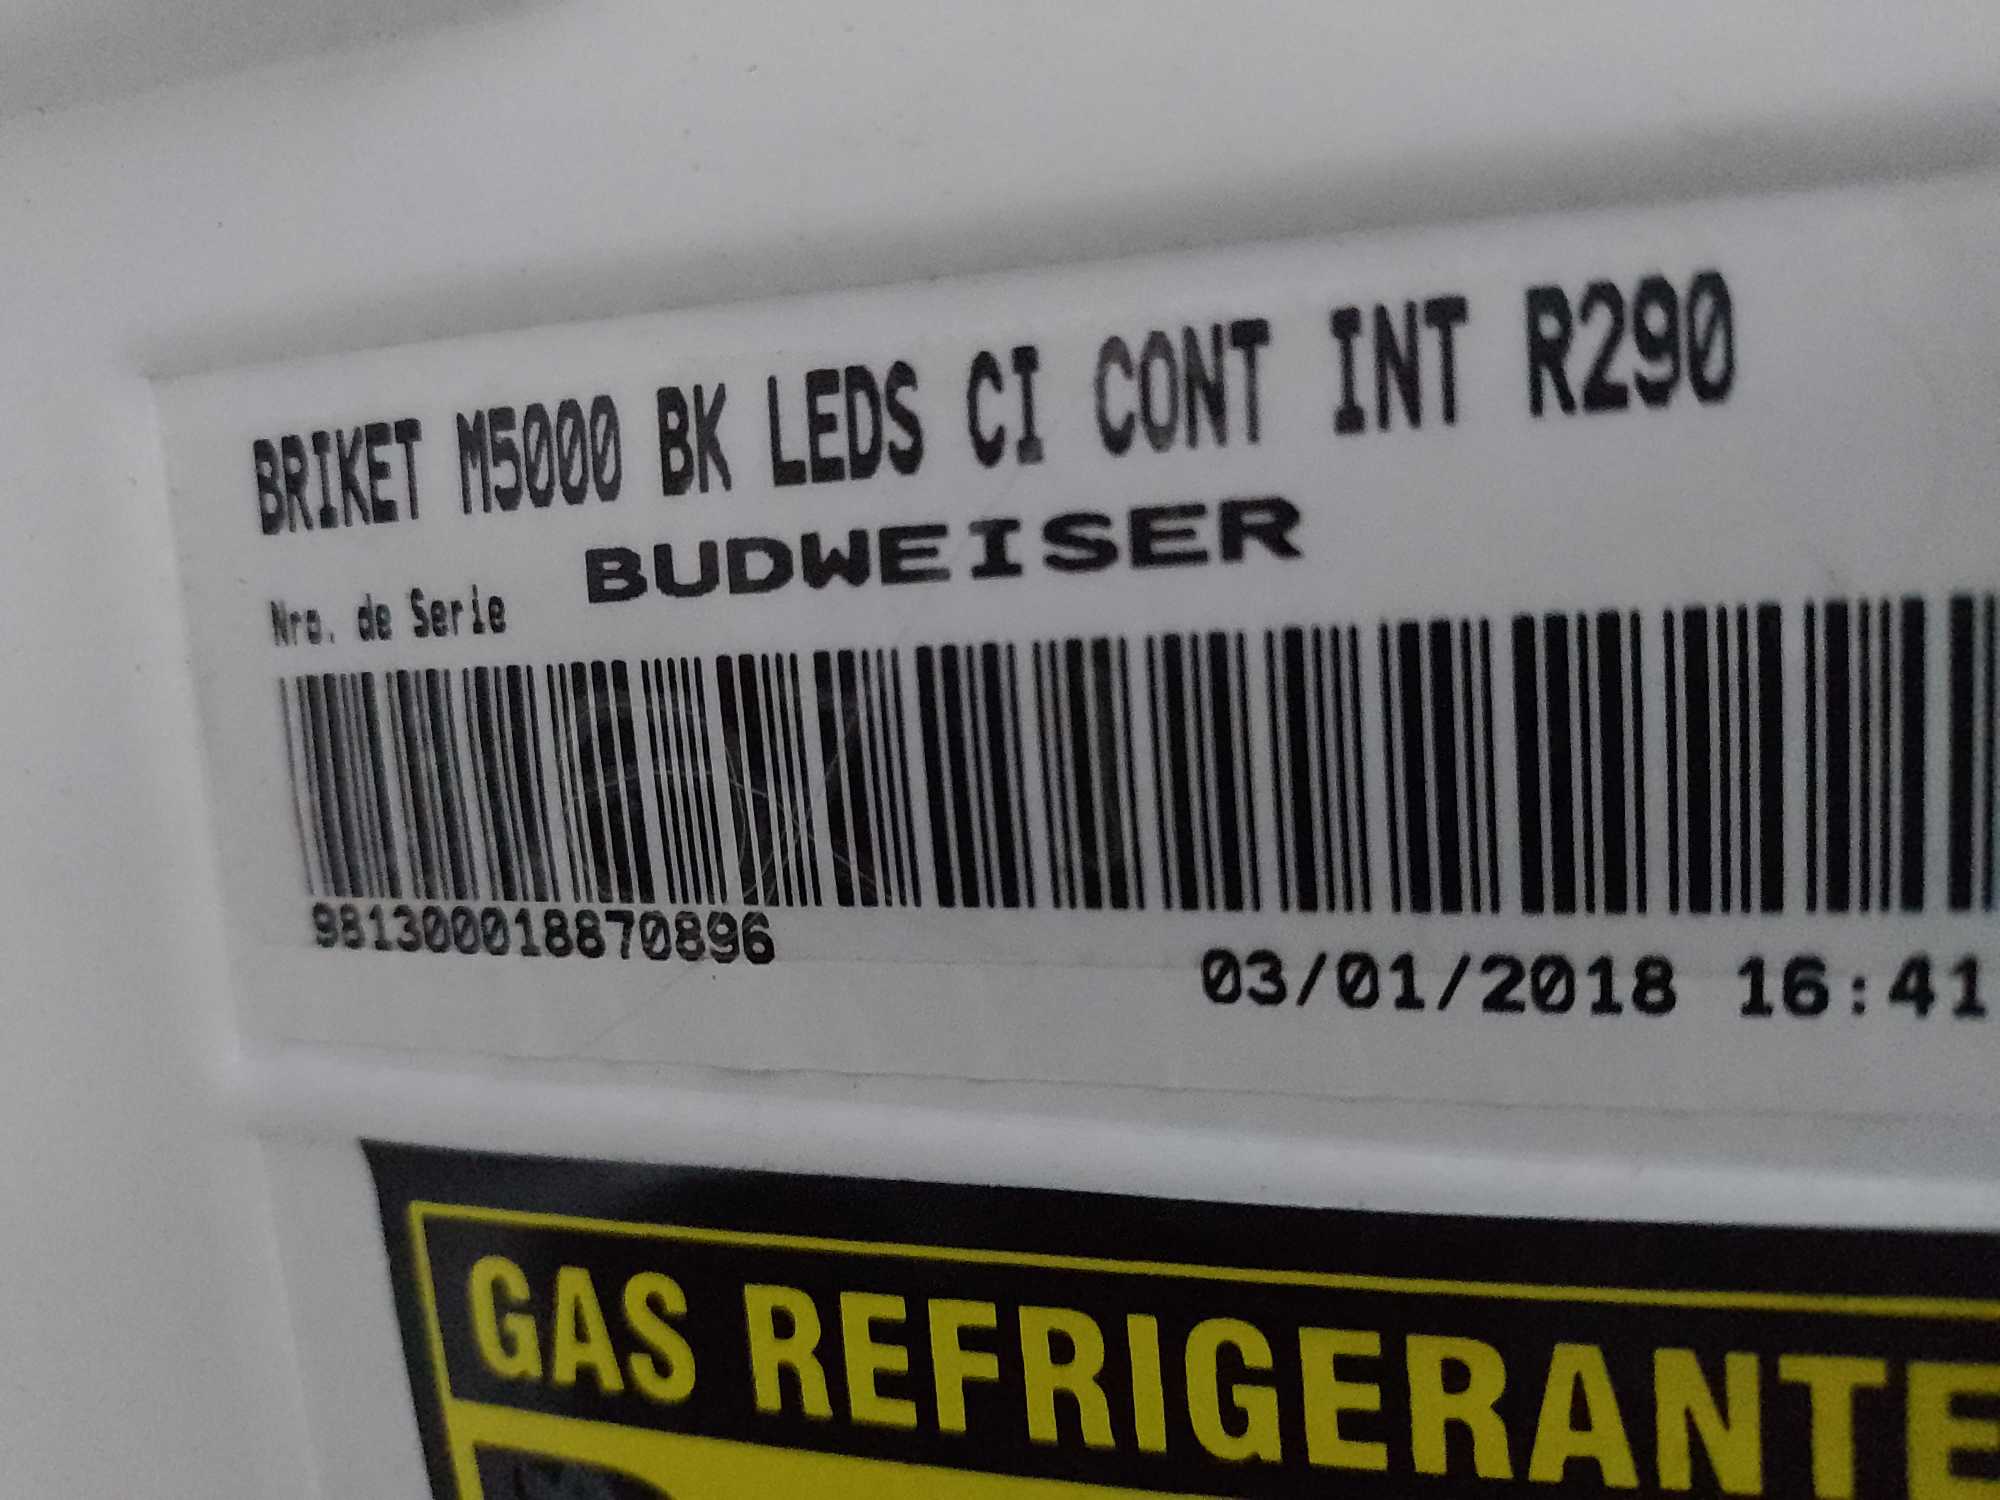 BRIKET M5000 BK LEDS CI CONT INT R290
BUDWEISER
Nro. de Serie
981300018870896
03/01/2018 16:41
GAS REFRIGERANTE